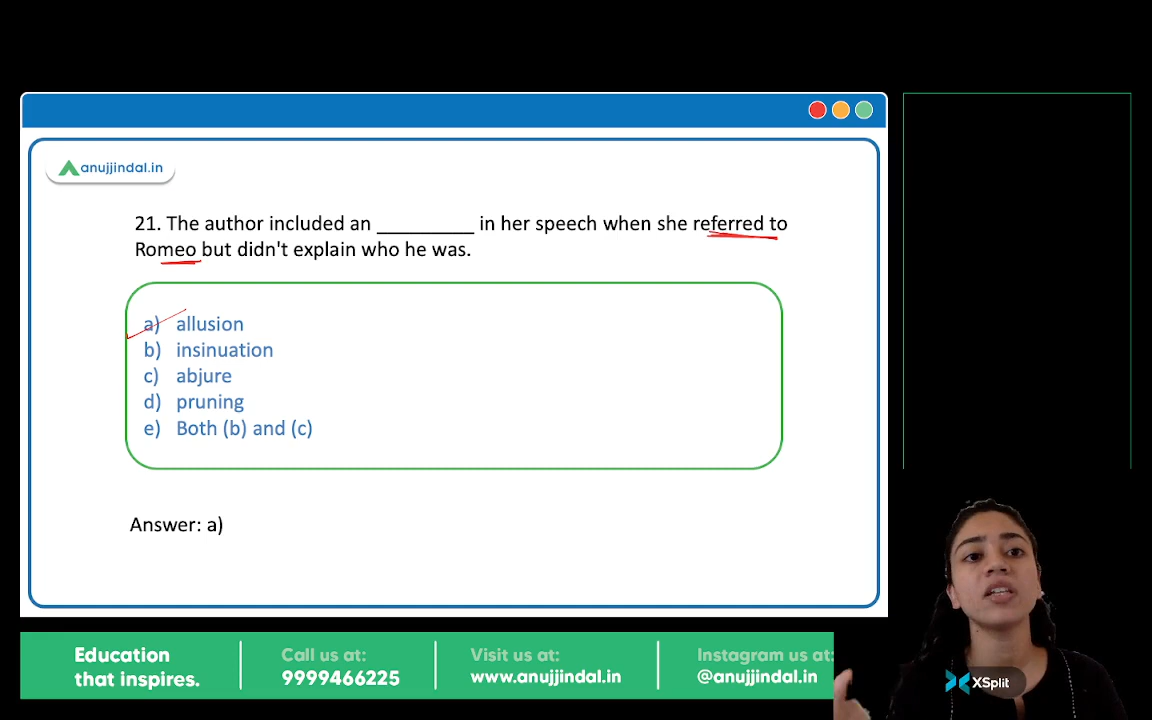 anujjindal.in
21. The author included an _________ in her speech when she referred to
Romeo but didn't explain who he was.
a) allusion
b) insinuation
c) abjure
d) pruning
e) Both (b) and (c)
Answer: a)
Education
that inspires.
Call us at:
9999466225
Visit us at:
www.anujjindal.in
Instagram us at:
@anujjindal.in
XSplit